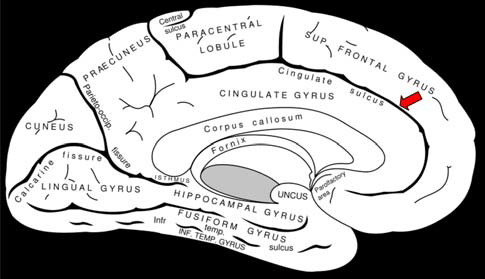 Central
sulcus
PARACENTRAL
LOBULE
SUP. FRONTAL GYRUS
PRAECUNEUS
Cingulate sulcus
CINGULATE GYRUS
Parieto-occip.
fissure
CUNEUS
Corpus callosum
Fornix
Calcarine fissure
ISTHMUS
LINGUAL GYRUS
HIPPOCAMPAL GYRUS
UNCUS
Parolfactory
area
FUSIFORM GYRUS
Infr temp. sulcus
INF. TEMP. GYRUS